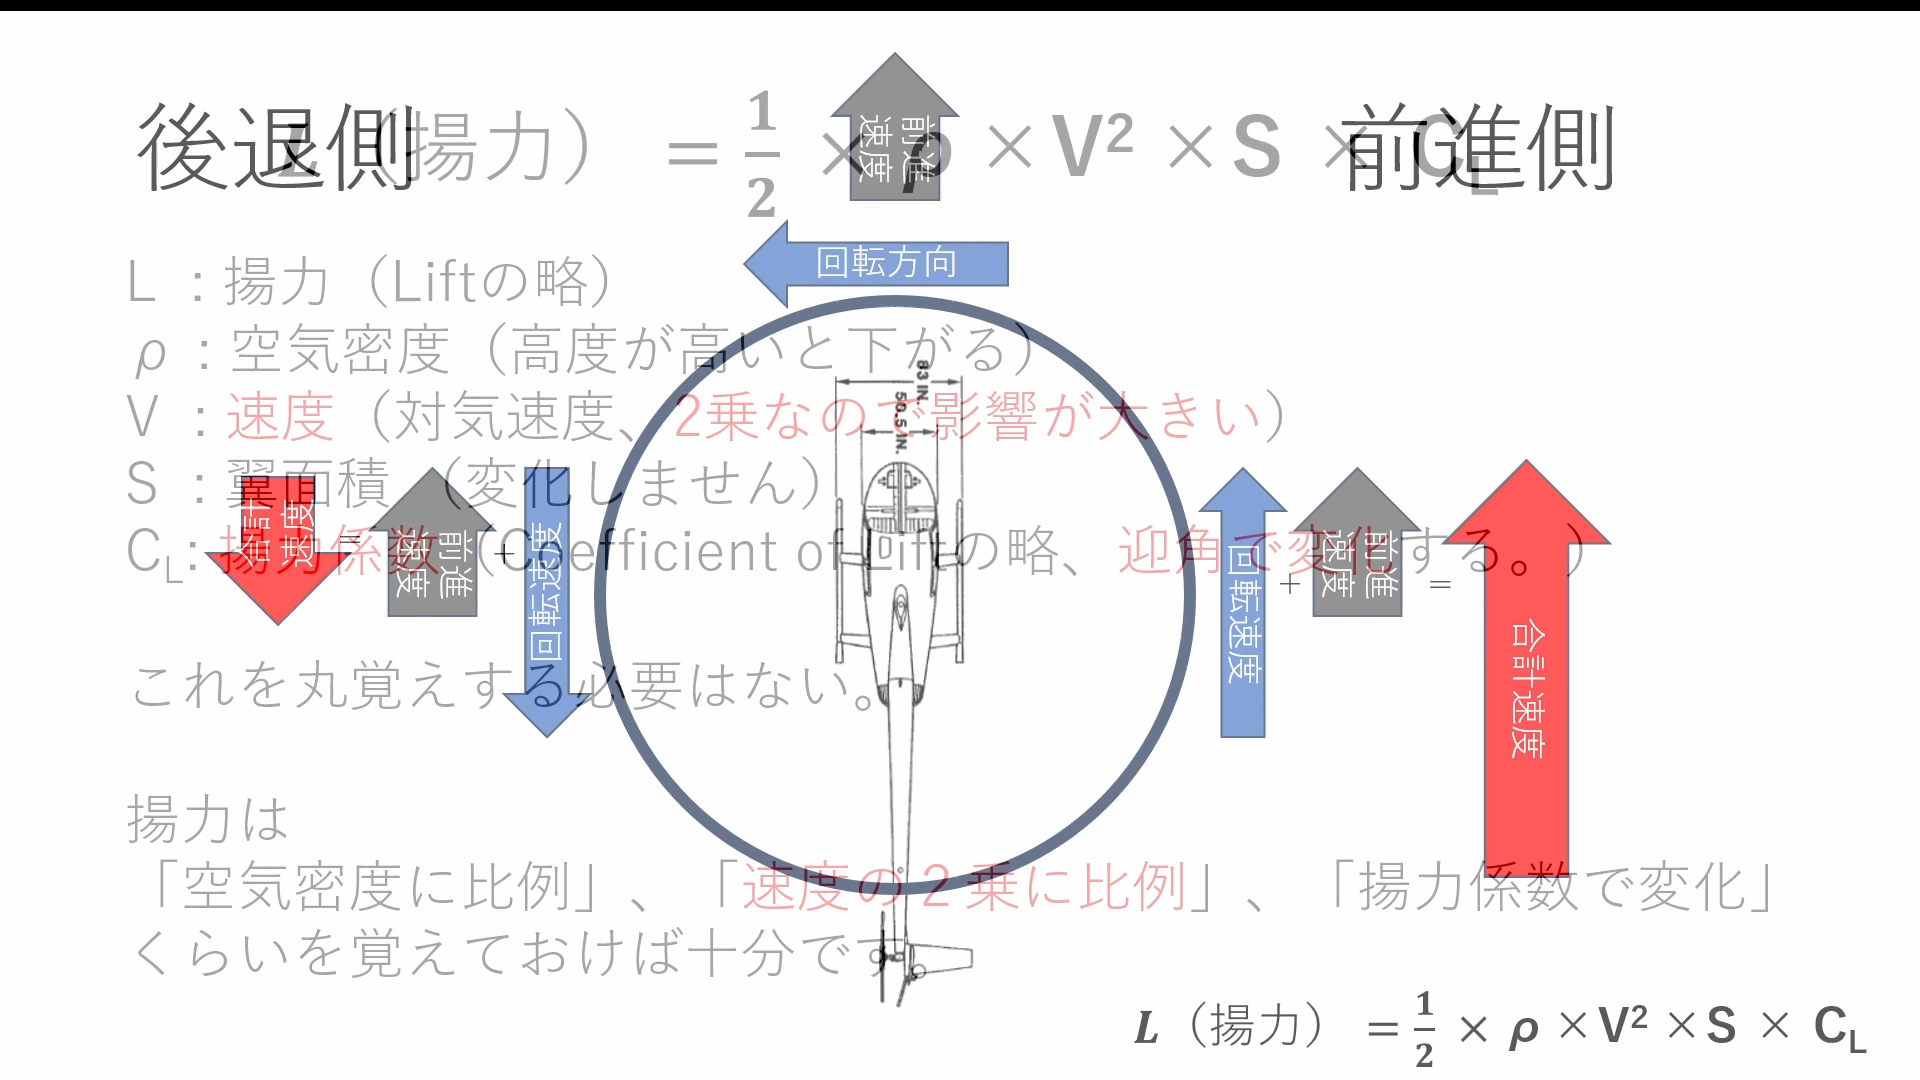 後退側
前進側
L（揚力） = 1/2 × ρ × V² × S × C_L
前進速度
回転方向
L ：揚力（Liftの略）
ρ ：空気密度（高度が高いと下がる）
V ：速度（対気速度、2乗なので影響が大きい）
S ：翼面積（変化しません）
C_L：揚力係数（Coefficient of Liftの略、迎角で変化する。）
83 IN.
50.5 IN.
合計速度
=
前進速度
+
回転速度
回転速度
+
前進速度
=
合計速度
これを丸覚えする必要はない。
揚力は
「空気密度に比例」、「速度の２乗に比例」、「揚力係数で変化」
くらいを覚えておけば十分です。
L（揚力） = 1/2 × ρ × V² × S × C_L